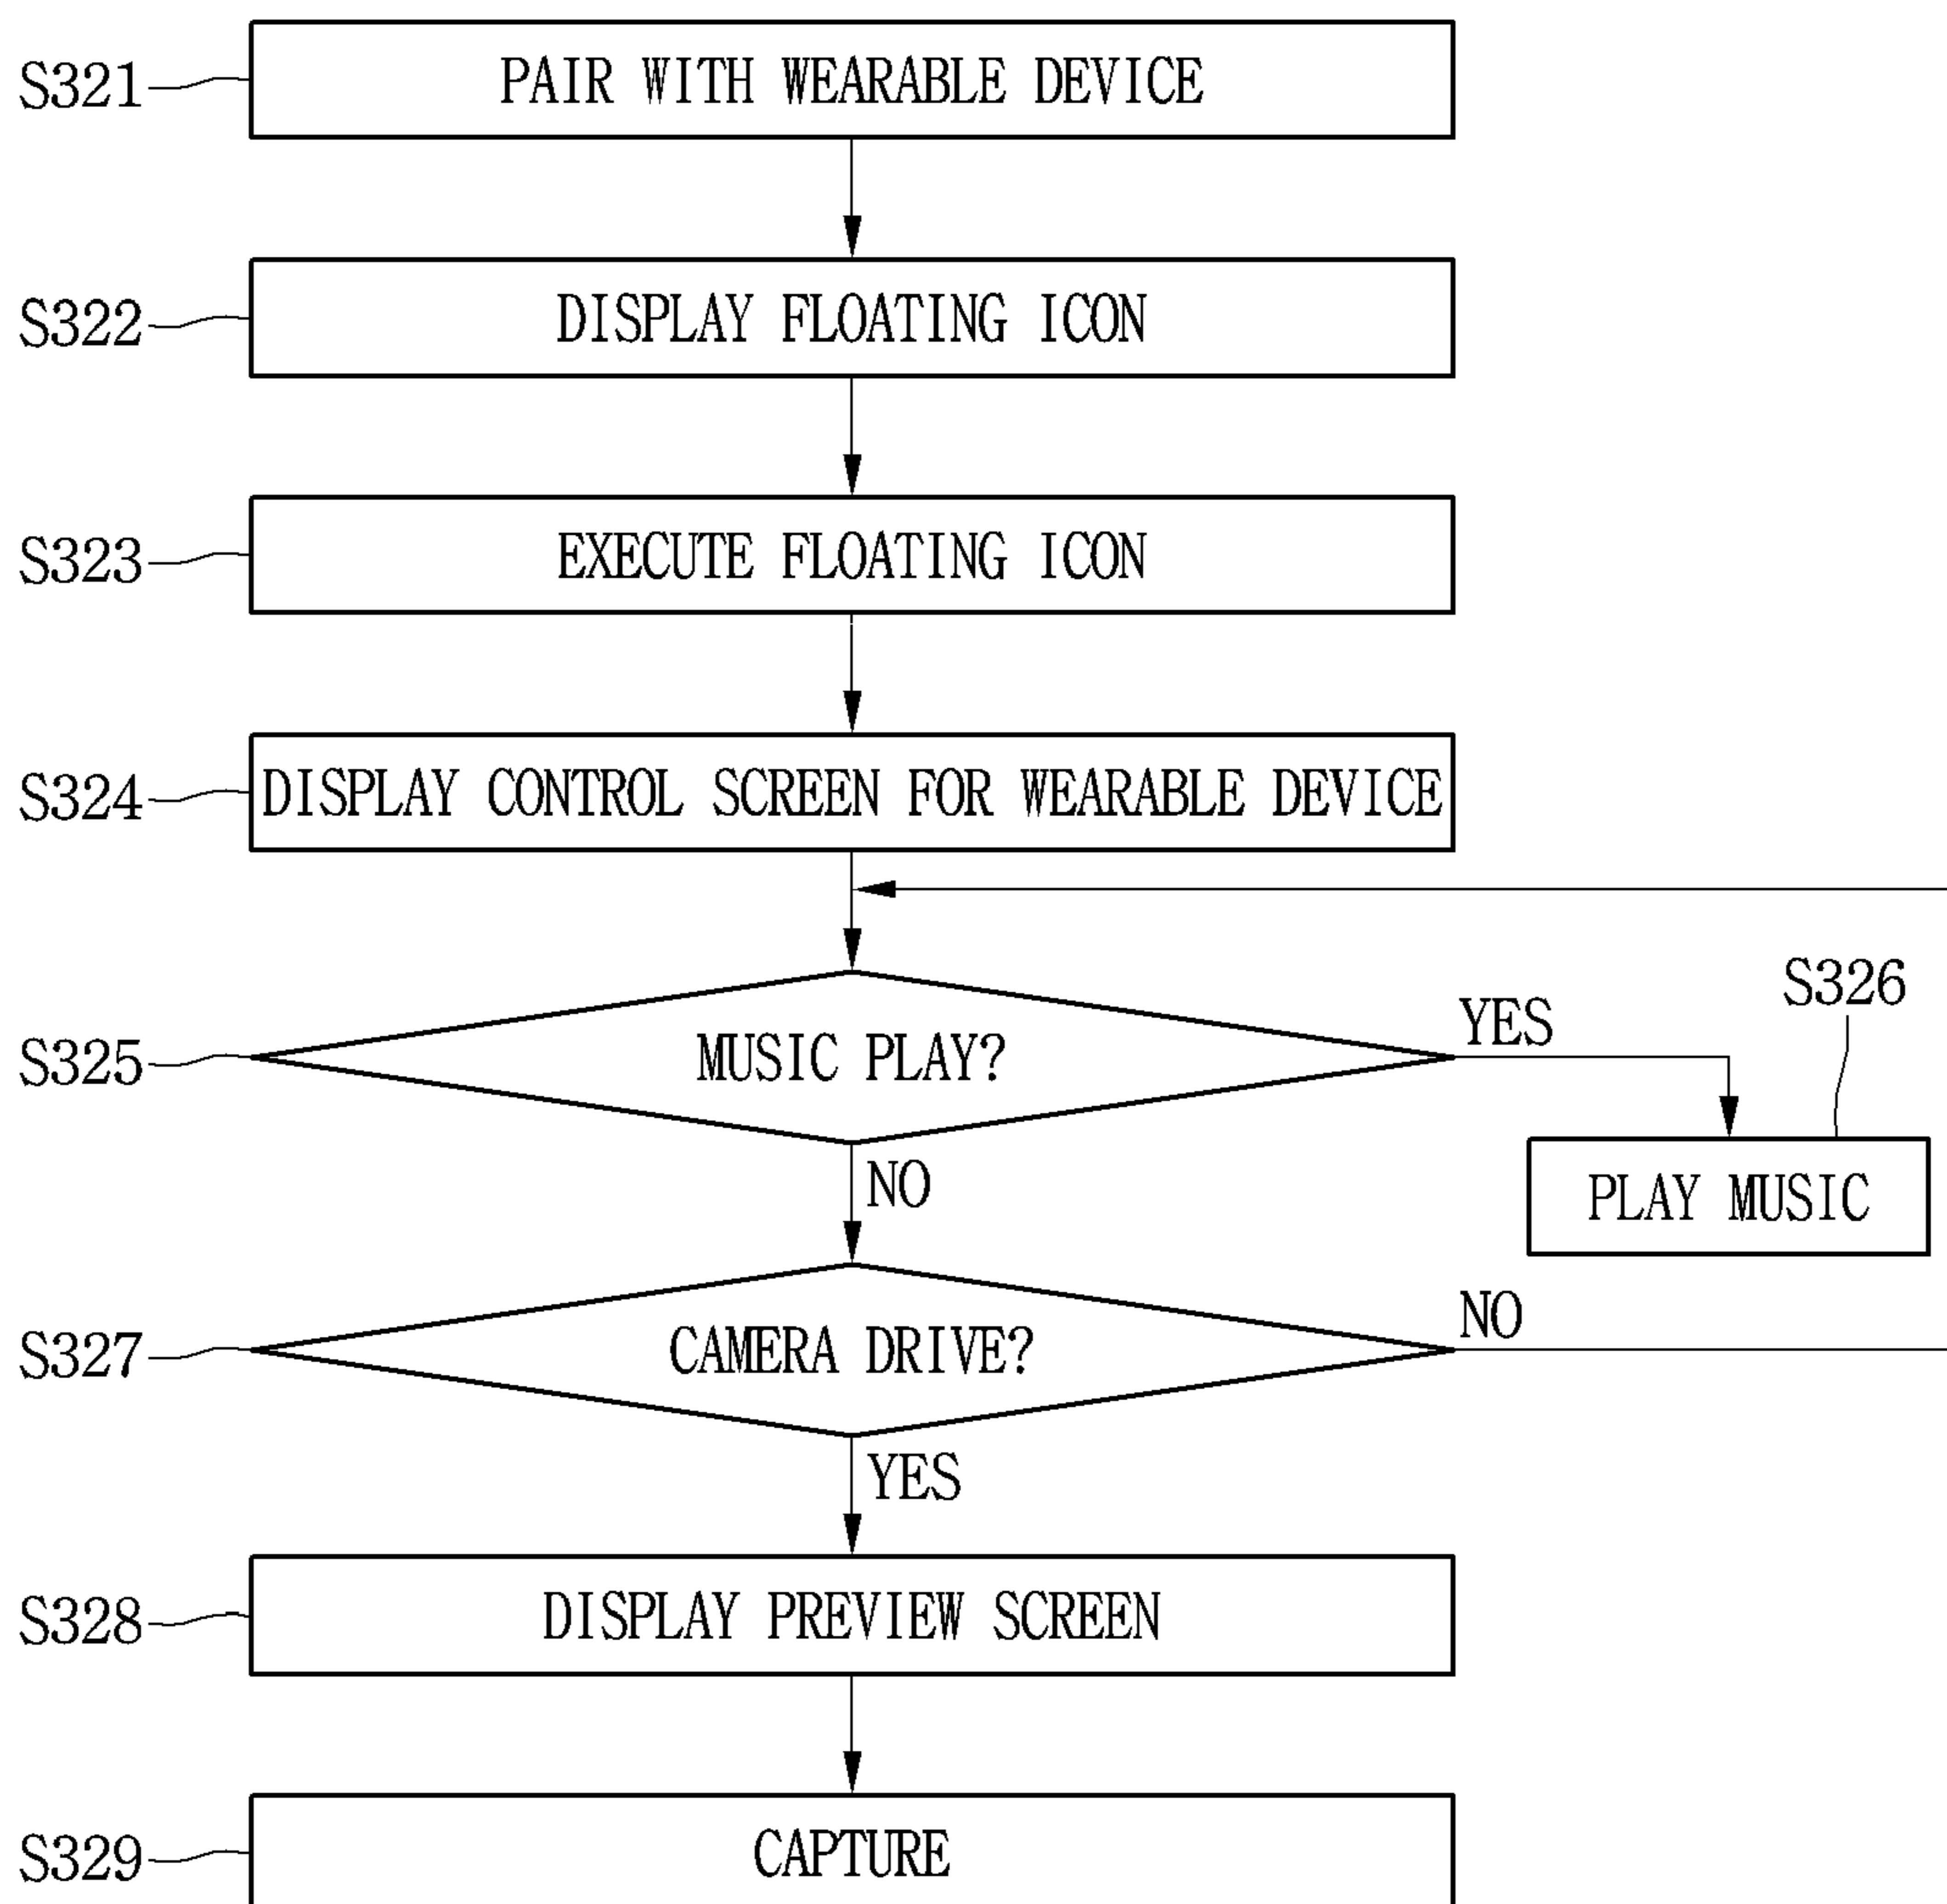 S321
PAIR WITH WEARABLE DEVICE
S322
DISPLAY FLOATING ICON
S323
EXECUTE FLOATING ICON
S324
DISPLAY CONTROL SCREEN FOR WEARABLE DEVICE
S325
MUSIC PLAY?
YES
S326
PLAY MUSIC
NO
S327
CAMERA DRIVE?
NO
YES
S328
DISPLAY PREVIEW SCREEN
S329
CAPTURE